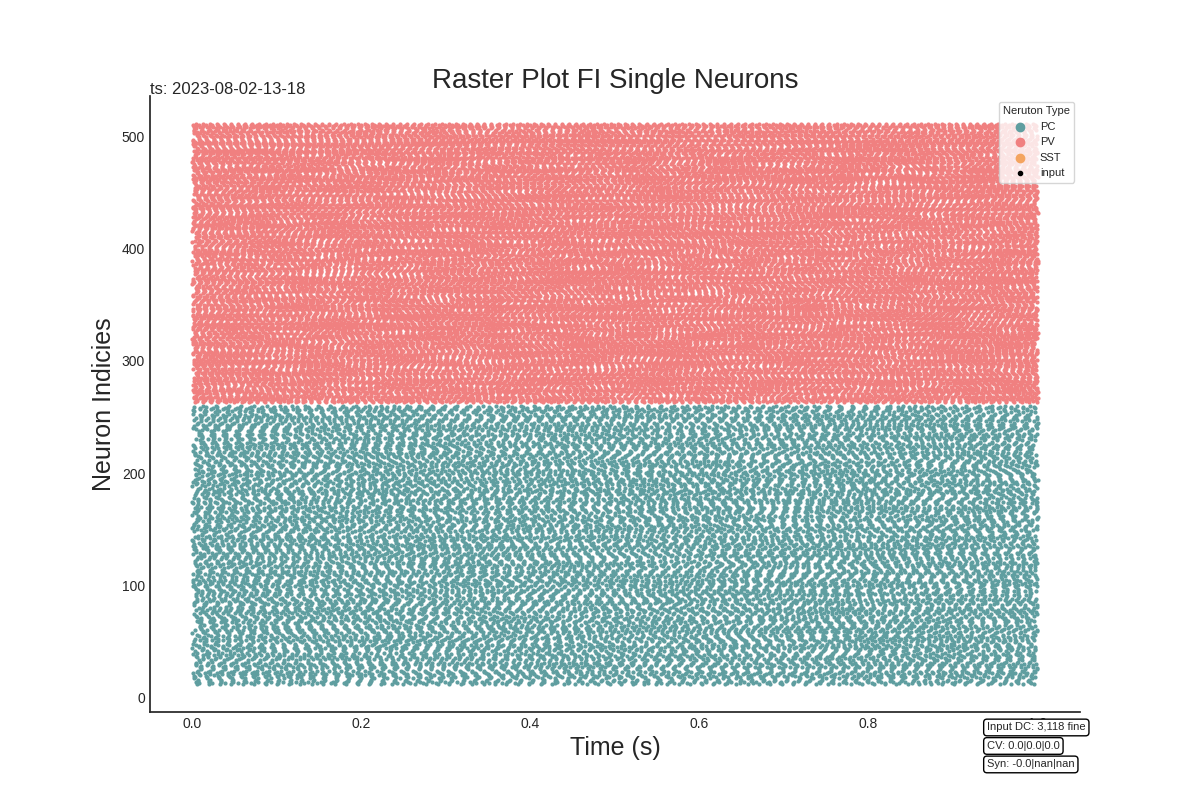 Raster Plot FI Single Neurons
ts: 2023-08-02-13-18
Neruton Type
PC
PV
SST
input
500
400
300
200
100
0
Neuron Indicies
0.0 0.2 0.4 0.6 0.8
Time (s)
Input DC: 3,118 fine
CV: 0.0|0.0|0.0
Syn: -0.0|nan|nan